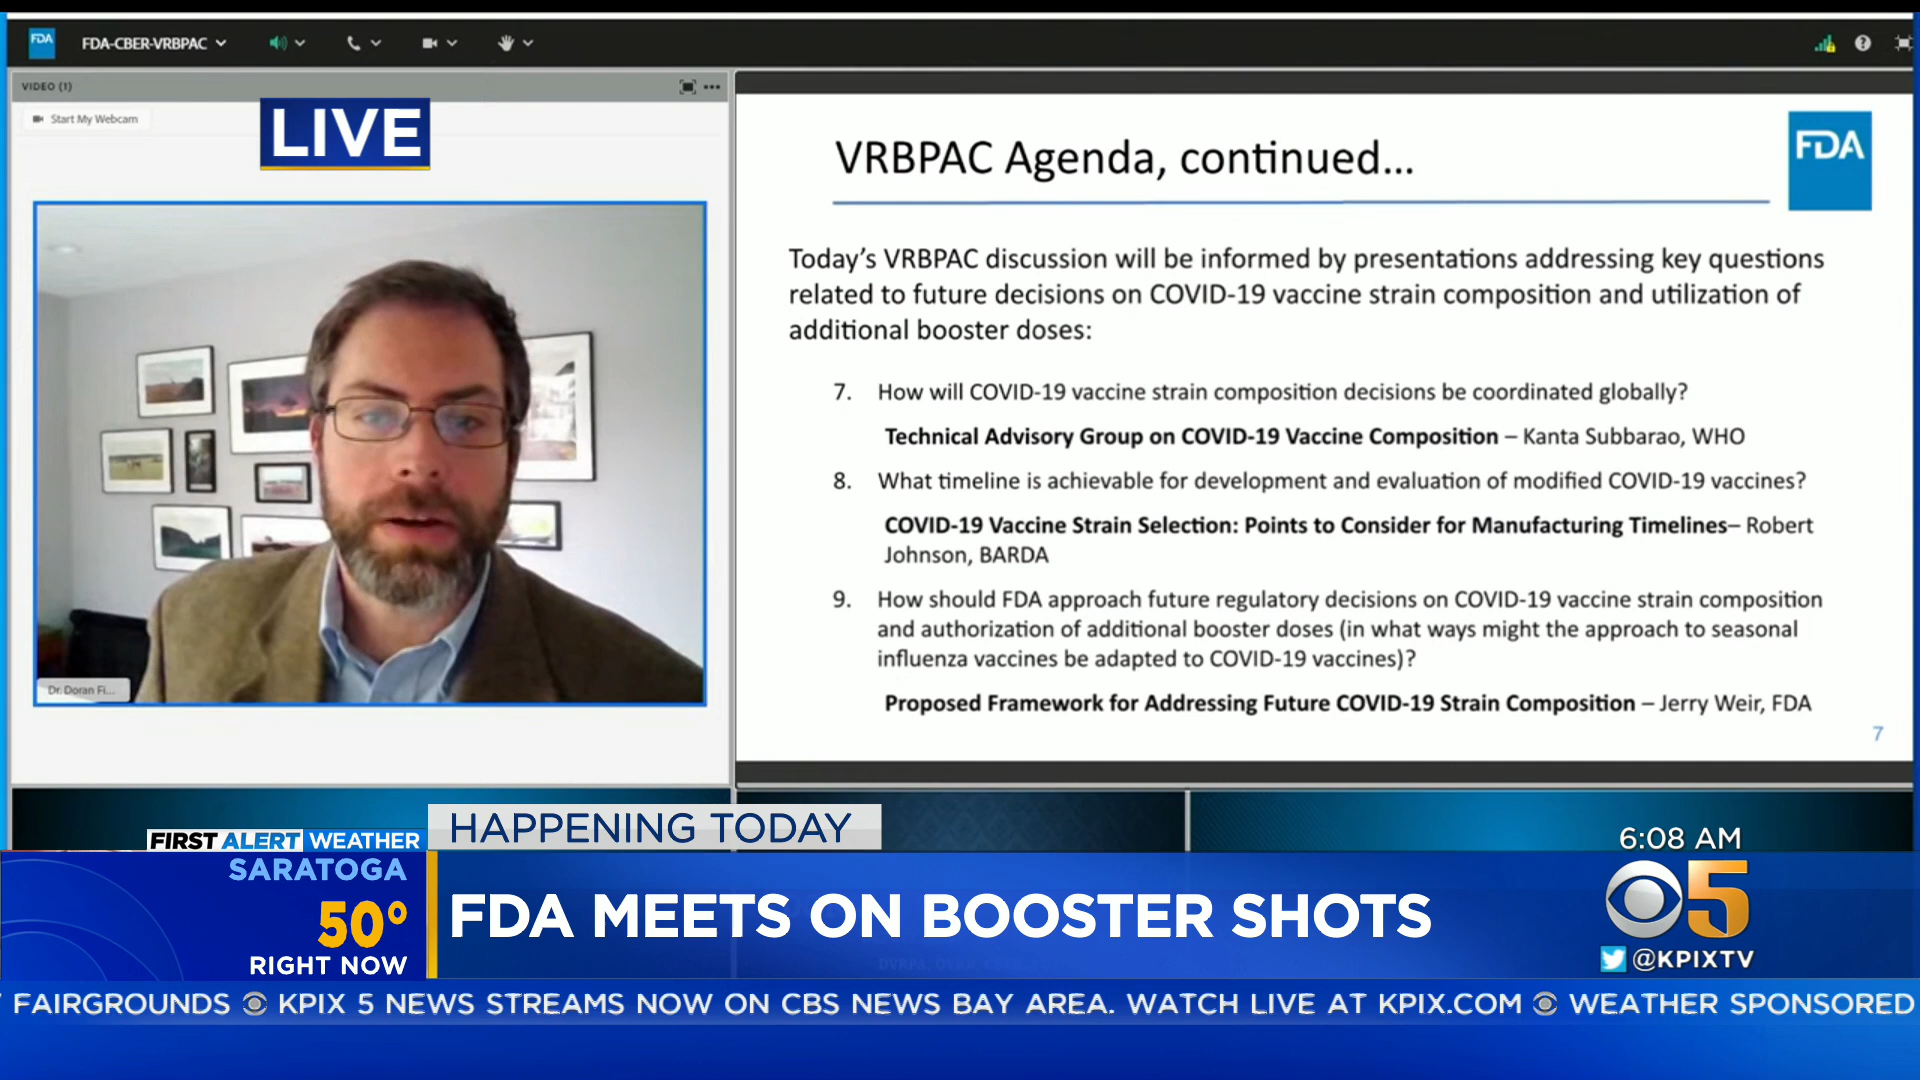 FDA
FDA-CBER-VRBPAC
VIDEO (1)
Start My Webcam
LIVE
Dr. Doran Fi...
VRBPAC Agenda, continued...
FDA
Today's VRBPAC discussion will be informed by presentations addressing key questions
related to future decisions on COVID-19 vaccine strain composition and utilization of
additional booster doses:
7. How will COVID-19 vaccine strain composition decisions be coordinated globally?
Technical Advisory Group on COVID-19 Vaccine Composition – Kanta Subbarao, WHO
8. What timeline is achievable for development and evaluation of modified COVID-19 vaccines?
COVID-19 Vaccine Strain Selection: Points to Consider for Manufacturing Timelines– Robert
Johnson, BARDA
9. How should FDA approach future regulatory decisions on COVID-19 vaccine strain composition
and authorization of additional booster doses (in what ways might the approach to seasonal
influenza vaccines be adapted to COVID-19 vaccines)?
Proposed Framework for Addressing Future COVID-19 Strain Composition – Jerry Weir, FDA
7
HAPPENING TODAY
FIRST ALERT WEATHER
SARATOGA
50°
RIGHT NOW
FDA MEETS ON BOOSTER SHOTS
6:08 AM
5
@KPIXTV
FAIRGROUNDS KPIX 5 NEWS STREAMS NOW ON CBS NEWS BAY AREA. WATCH LIVE AT KPIX.COM WEATHER SPONSORED